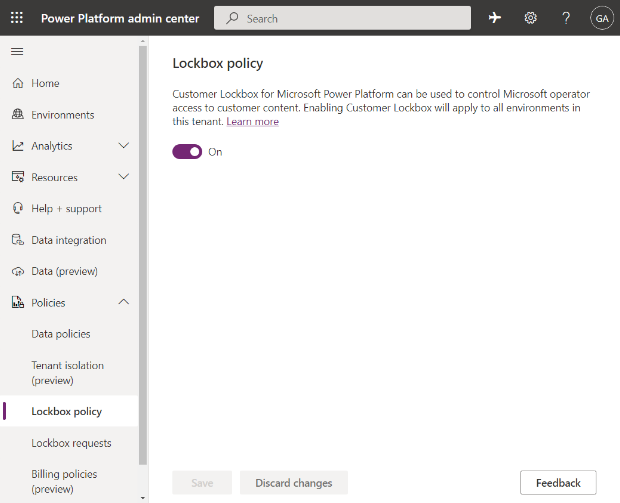 Power Platform admin center
Search
?
GA
Home
Environments
Analytics
Resources
Help + support
Data integration
Data (preview)
Policies
Data policies
Tenant isolation
(preview)
Lockbox policy
Lockbox requests
Billing policies
(preview)
Lockbox policy
Customer Lockbox for Microsoft Power Platform can be used to control Microsoft operator
access to customer content. Enabling Customer Lockbox will apply to all environments in
this tenant. Learn more
On
Save
Discard changes
Feedback